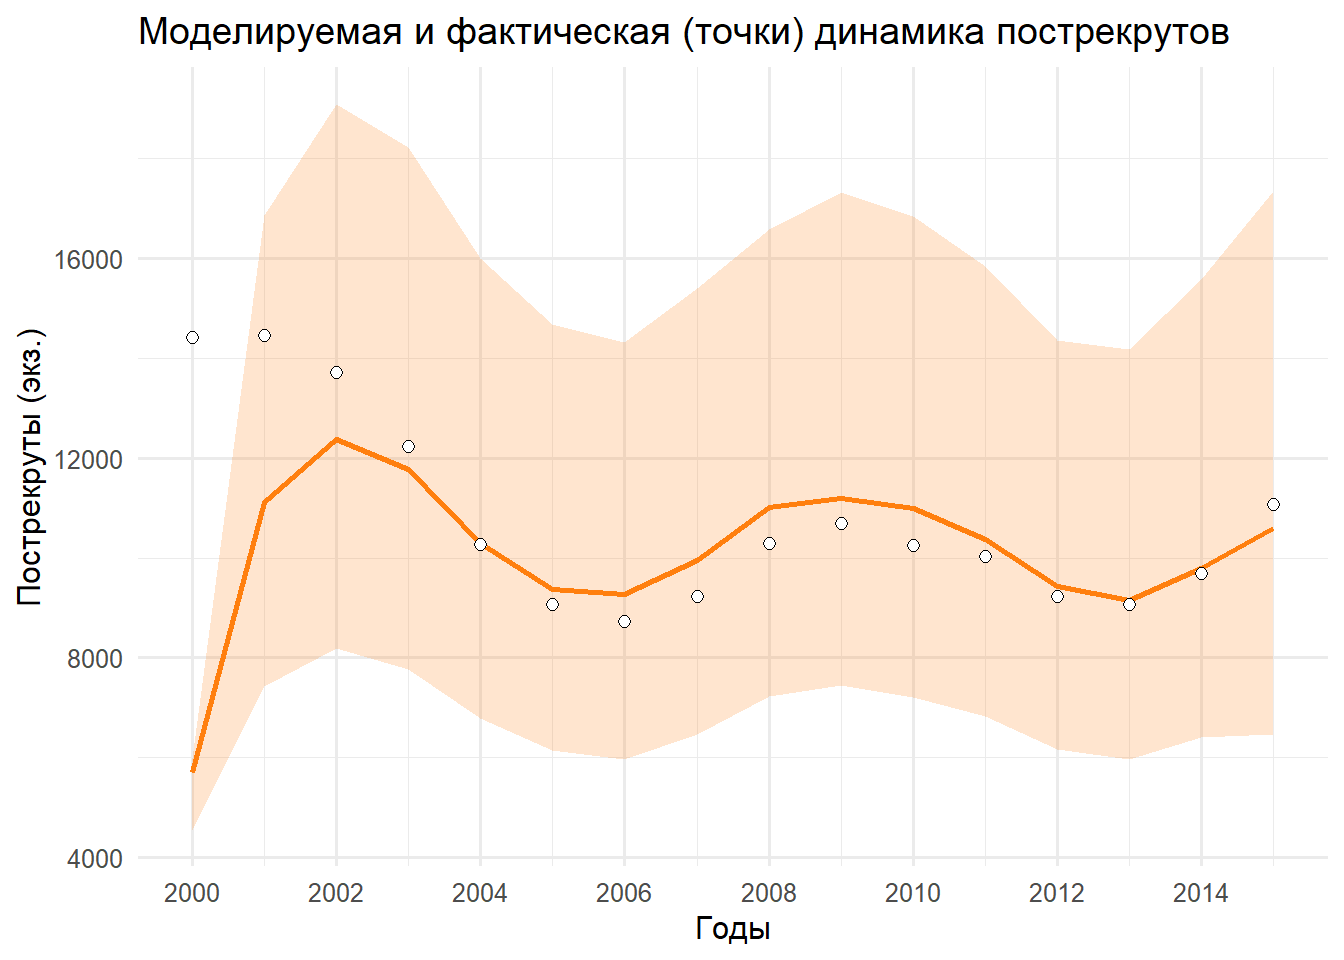 Моделируемая и фактическая (точки) динамика пострекрутов
Пострекруты (экз.)
16000
12000
8000
4000
2000 2002 2004 2006 2008 2010 2012 2014
Годы